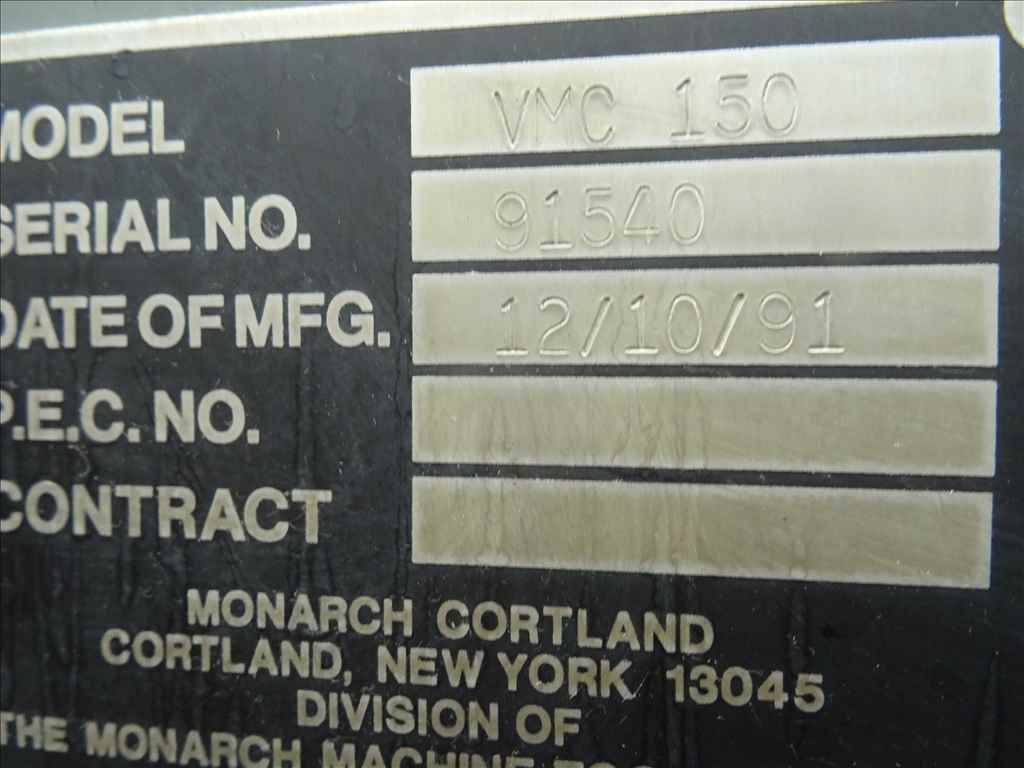 MODEL VMC 150
SERIAL NO. 91540
DATE OF MFG. 12/10/91
P.E.C. NO.
CONTRACT
MONARCH CORTLAND
CORTLAND, NEW YORK 13045
DIVISION OF
THE MONARCH MACHINE